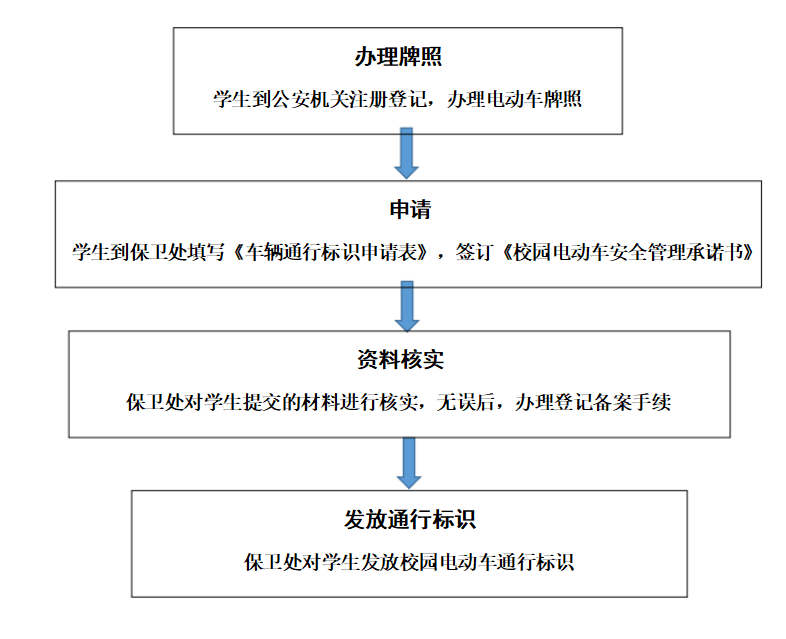 办理牌照
学生到公安机关注册登记，办理电动车牌照
申请
学生到保卫处填写《车辆通行标识申请表》，签订《校园电动车安全管理承诺书》
资料核实
保卫处对学生提交的材料进行核实，无误后，办理登记备案手续
发放通行标识
保卫处对学生发放校园电动车通行标识